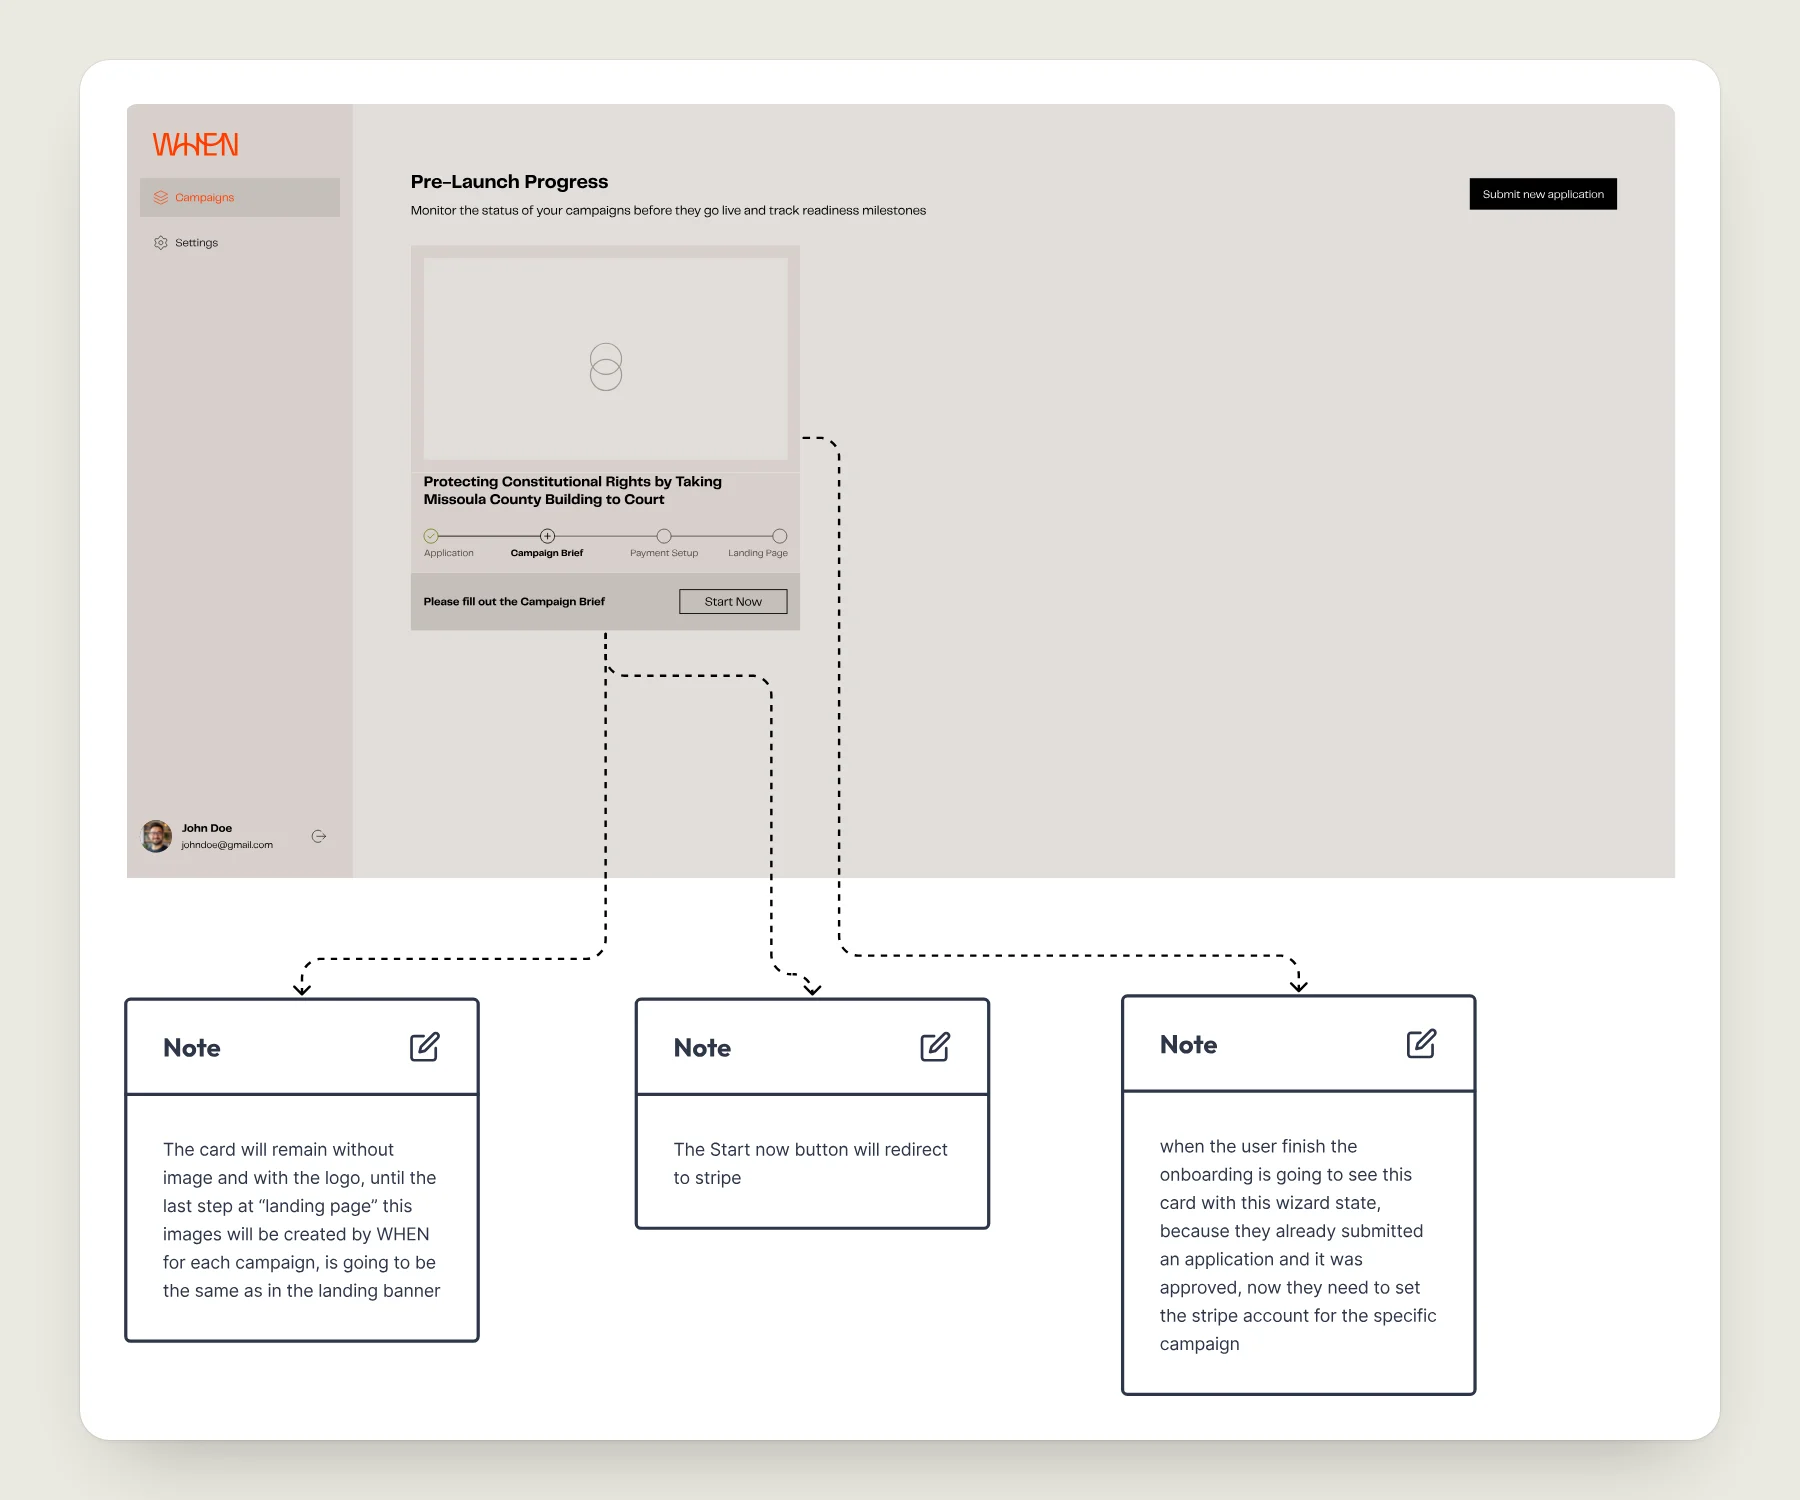 WHEN
Campaigns
Settings
Pre-Launch Progress
Monitor the status of your campaigns before they go live and track readiness milestones
Submit new application
Protecting Constitutional Rights by Taking
Missoula County Building to Court
Application
Campaign Brief
Payment Setup
Landing Page
Please fill out the Campaign Brief
Start Now
John Doe
johndoe@gmail.com
Note
The card will remain without
image and with the logo, until the
last step at “landing page” this
images will be created by WHEN
for each campaign, is going to be
the same as in the landing banner
Note
The Start now button will redirect
to stripe
Note
when the user finish the
onboarding is going to see this
card with this wizard state,
because they already submitted
an application and it was
approved, now they need to set
the stripe account for the specific
campaign